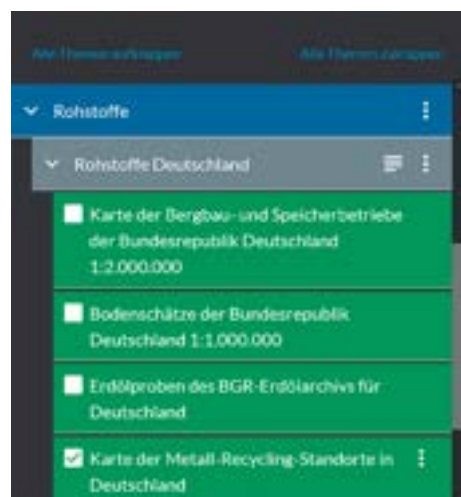 Alle Themen aufklappen
Alle Themen zuklappen
Rohstoffe
Rohstoffe Deutschland
Karte der Bergbau- und Speicherbetriebe
der Bundesrepublik Deutschland
1:2.000.000
Bodenschätze der Bundesrepublik
Deutschland 1:1.000.000
Erdölproben des BGR-Erdölarchivs für
Deutschland
Karte der Metall-Recycling-Standorte in
Deutschland